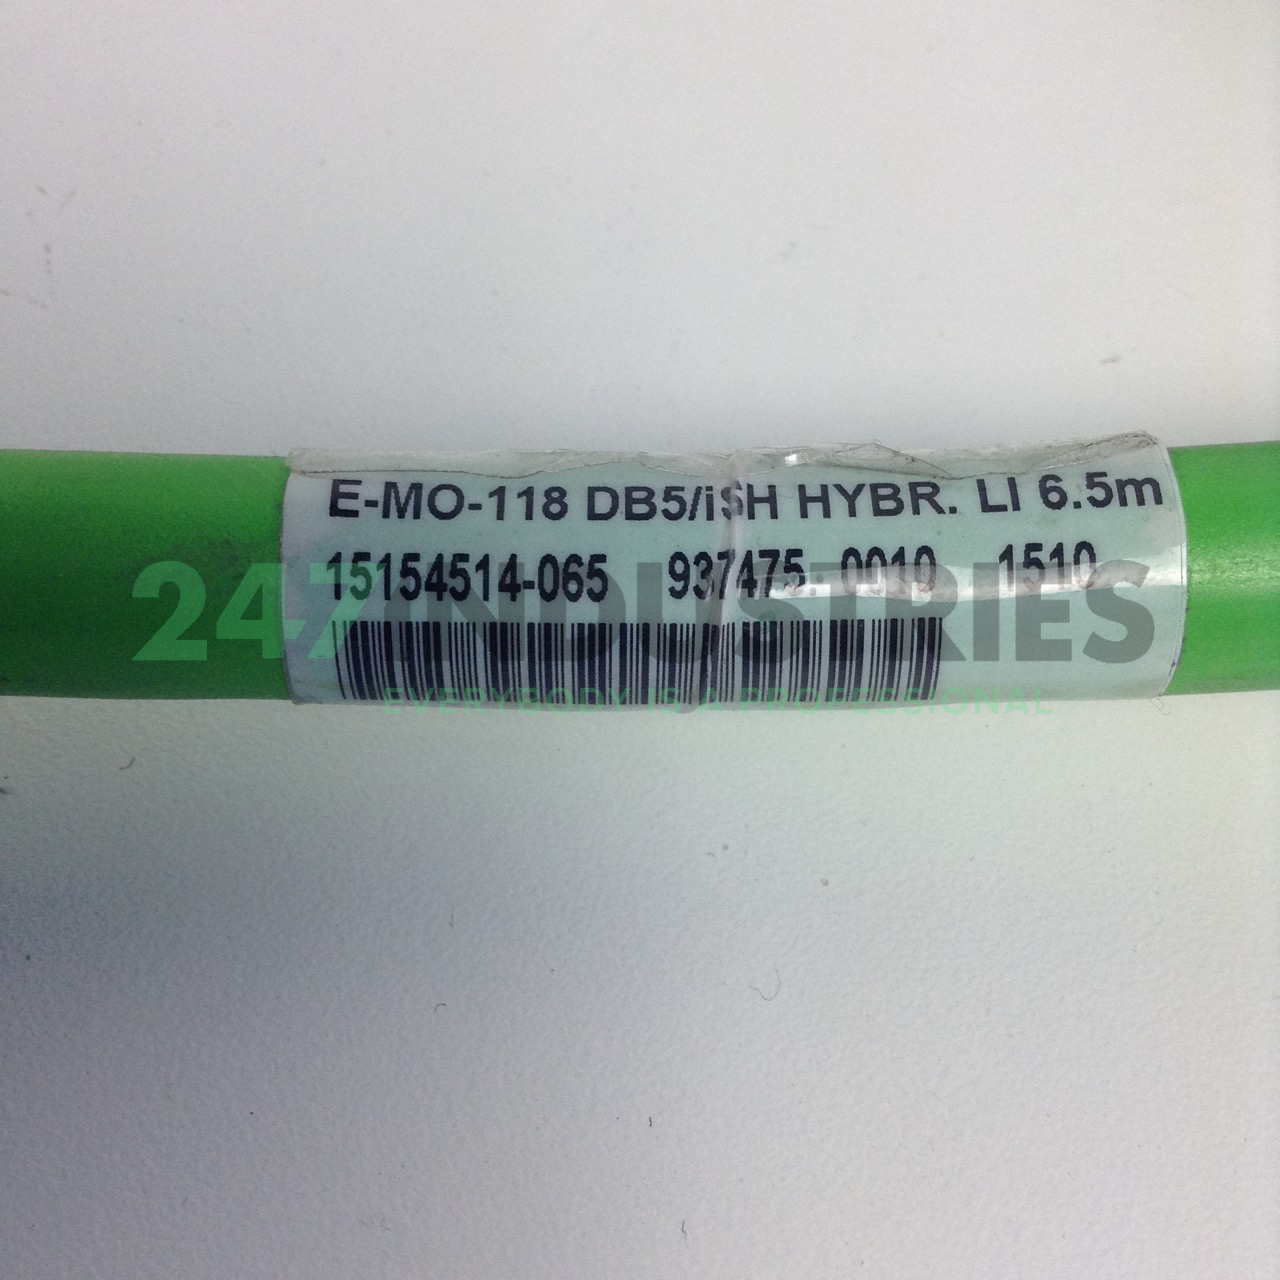 E-MO-118 DB5/iSH HYBR. LI 6.5m
15154514-065 937475 0010 1510
247INDUSTRIES
EVERYBODY IS A PROFESSIONAL